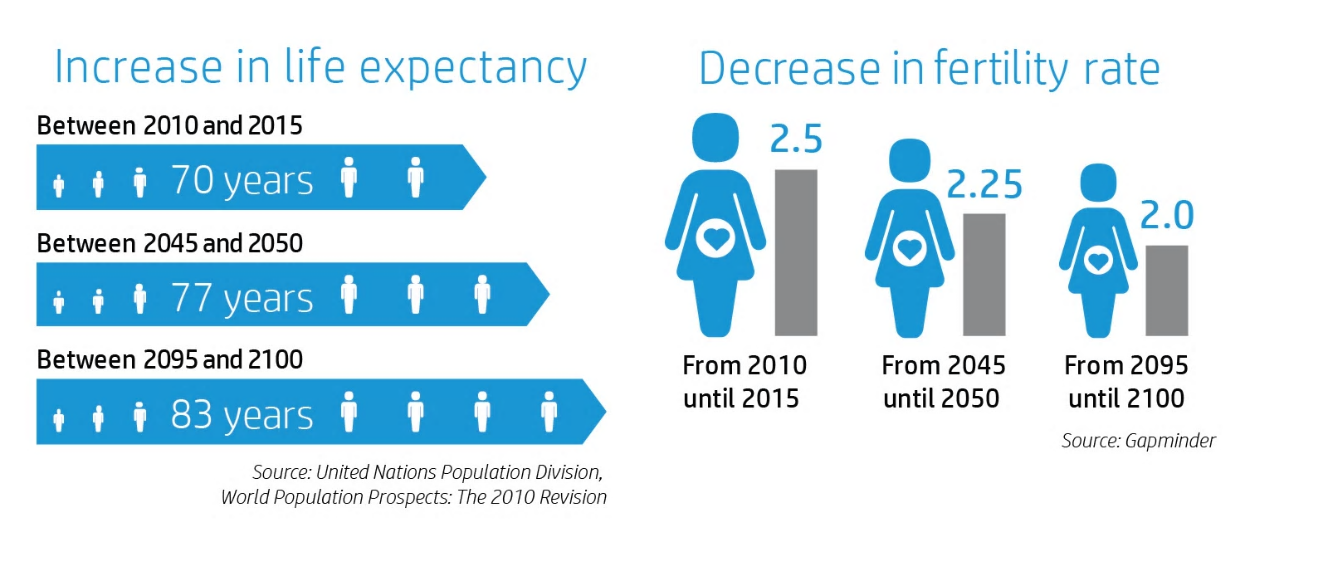 Increase in life expectancy
Between 2010 and 2015
70 years
Between 2045 and 2050
77 years
Between 2095 and 2100
83 years
Source: United Nations Population Division,
World Population Prospects: The 2010 Revision
Decrease in fertility rate
2.5
2.25
2.0
From 2010
until 2015
From 2045
until 2050
From 2095
until 2100
Source: Gapminder